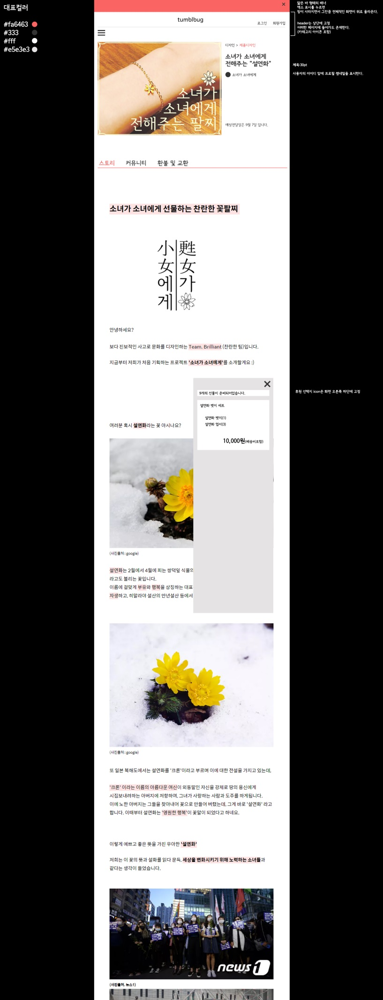 대표컬러
#fa6463
#333
#fff
#e5e3e3
얇은 바 형태의 배너
엑스 표시를 누르면
창이 사라지면서 그만큼 전체적인 화면이 위로 올라온다.
tumblbug
로그인 회원가입
header는 상단에 고정
어떠한 페이지에 들어가도 존재한다.
(카테고리 아이콘 포함)
디자인 > 제품디자인
소녀가 소녀에게
전해주는 "설연화"
소녀가 소녀에게
제목:30pt
사용자의 아이디 앞에 프로필 썸네일을 표시한다.
소녀가
소녀에게
전해주는 팔찌
예상전달일은 9월 7일 입니다.
스토리 커뮤니티 환불 및 교환
소녀가 소녀에게 선물하는 찬란한 꽃팔찌
甦女가
小女에게
안녕하세요?
보다 진보적인 사고로 문화를 디자인하는 Team. Brilliant (찬란한 팀)입니다.
지금부터 저희가 처음 기획하는 프로젝트 '소녀가 소녀에게'를 소개할게요 :)
9개의 선물이 준비되어있습니다.
설연화 뱃지 세트
설연화 뱃지(1)
설연화 엽서(3)
10,000원(배송비포함)
후원 선택지 icon은 화면 오른쪽 하단에 고정
여러분 혹시 설연화라는 꽃 아시나요?
(사진출처 : google)
설연화는 2월에서 4월에 피는 쌍덕잎 식물의
라고도 불리는 꽃입니다.
이름에 걸맞게 부유와 행복을 상징하는 대표
자생하고, 히말라야 설산의 만년설산 등에서
(사진출처 : google)
또 일본 북해도에서는 설연화를 '크론'이라고 부르며 이에 대한 전설을 가지고 있는데,
'크론' 이라는 이름의 아름다운 여신이 외동딸인 자신을 강제로 땅의 용신에게
시집보내려하는 아버지에 저항하여, 그녀가 사랑하는 사람과 도주를 하게됩니다.
이에 노한 아버지는 그들을 찾아내어 꽃으로 만들어 버렸는데, 그게 바로 '설연화' 라고
합니다. 이때부터 설연화는 '영원한 행복'이 꽃말이 되었다고 하네요.
이렇게 예쁘고 좋은 뜻을 가진 우아한 '설연화'
저희는 이 꽃의 뜻과 설화를 읽다 문득, 세상을 변화시키기 위해 노력하는 소녀들과
같다는 생각이 들었습니다.
news1
(사진출처. 뉴스1)